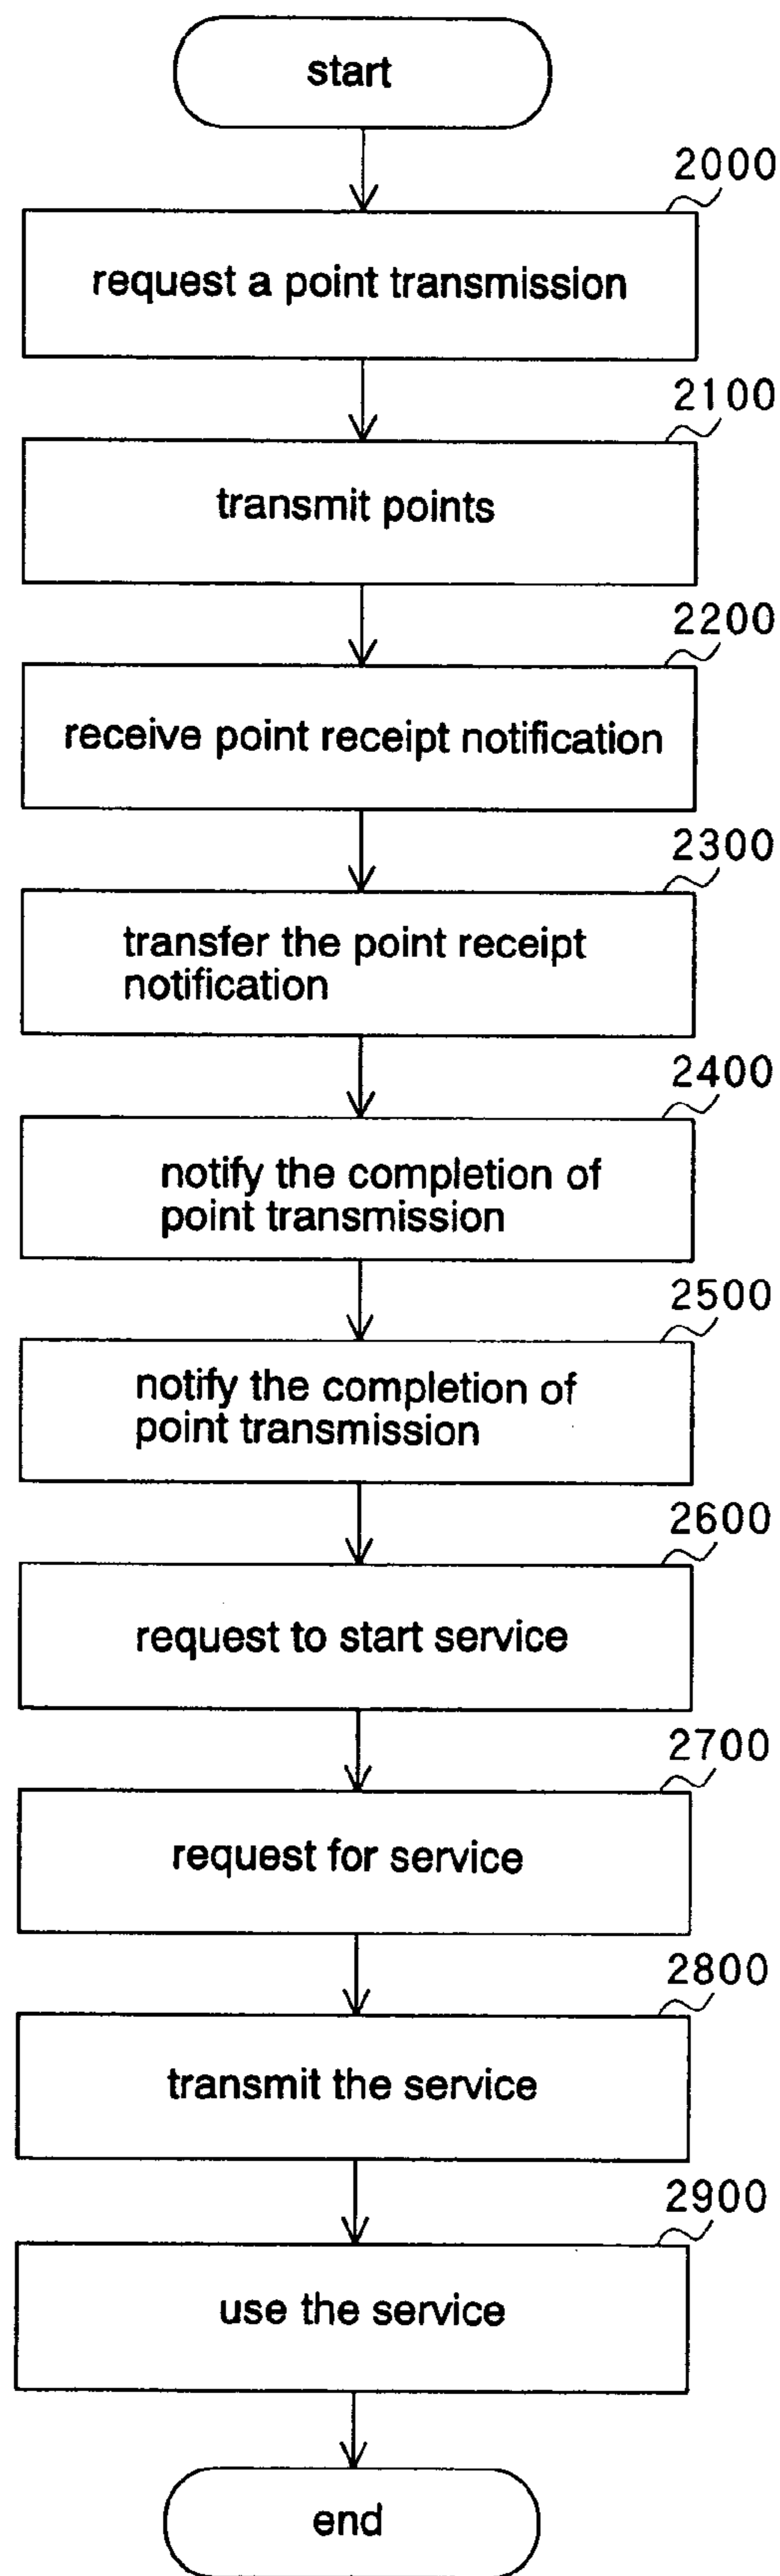 start
2000
request a point transmission
2100
transmit points
2200
receive point receipt notification
2300
transfer the point receipt
notification
2400
notify the completion of
point transmission
2500
notify the completion of
point transmission
2600
request to start service
2700
request for service
2800
transmit the service
2900
use the service
end